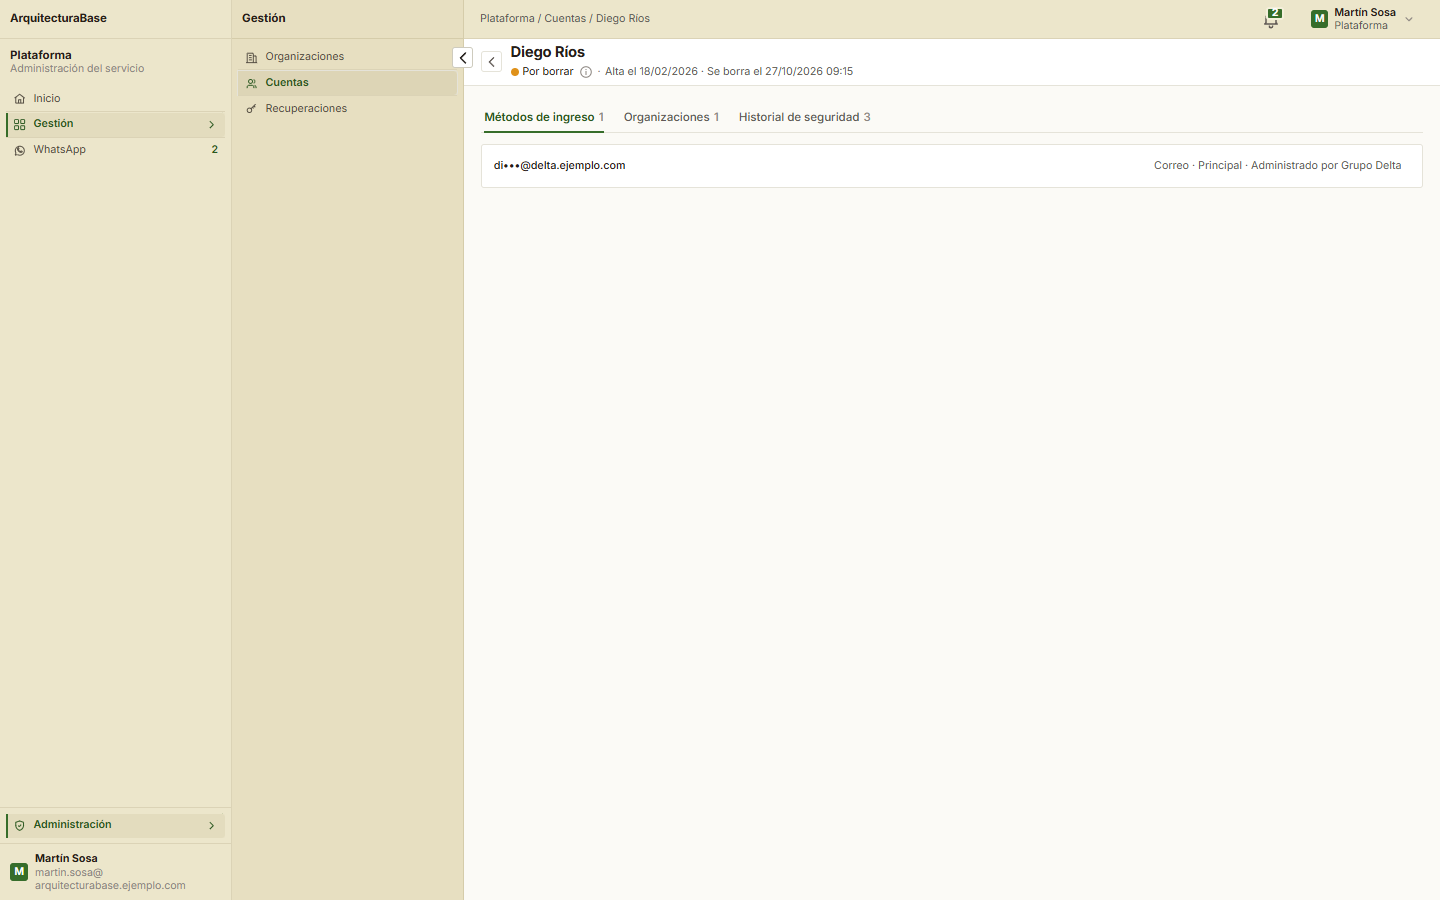 ArquitecturaBase
Plataforma
Administración del servicio
Inicio
Gestión
WhatsApp 2
Administración
M Martín Sosa
martin.sosa@
arquitecturabase.ejemplo.com
Gestión
Organizaciones
Cuentas
Recuperaciones
Plataforma / Cuentas / Diego Ríos
2
M Martín Sosa
Plataforma
Diego Ríos
Por borrar · Alta el 18/02/2026 · Se borra el 27/10/2026 09:15
Métodos de ingreso 1 Organizaciones 1 Historial de seguridad 3
di•••@delta.ejemplo.com Correo · Principal · Administrado por Grupo Delta